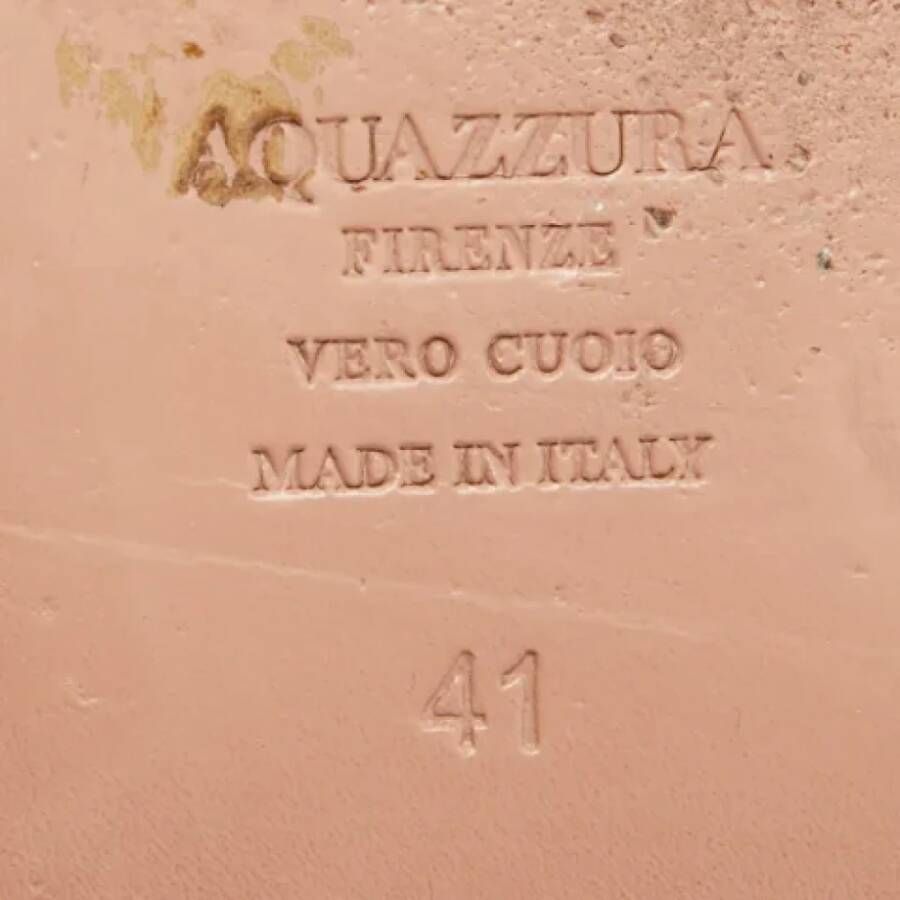 AQUAZZURA
FIRENZE
VERO CUOIO
MADE IN ITALY
41